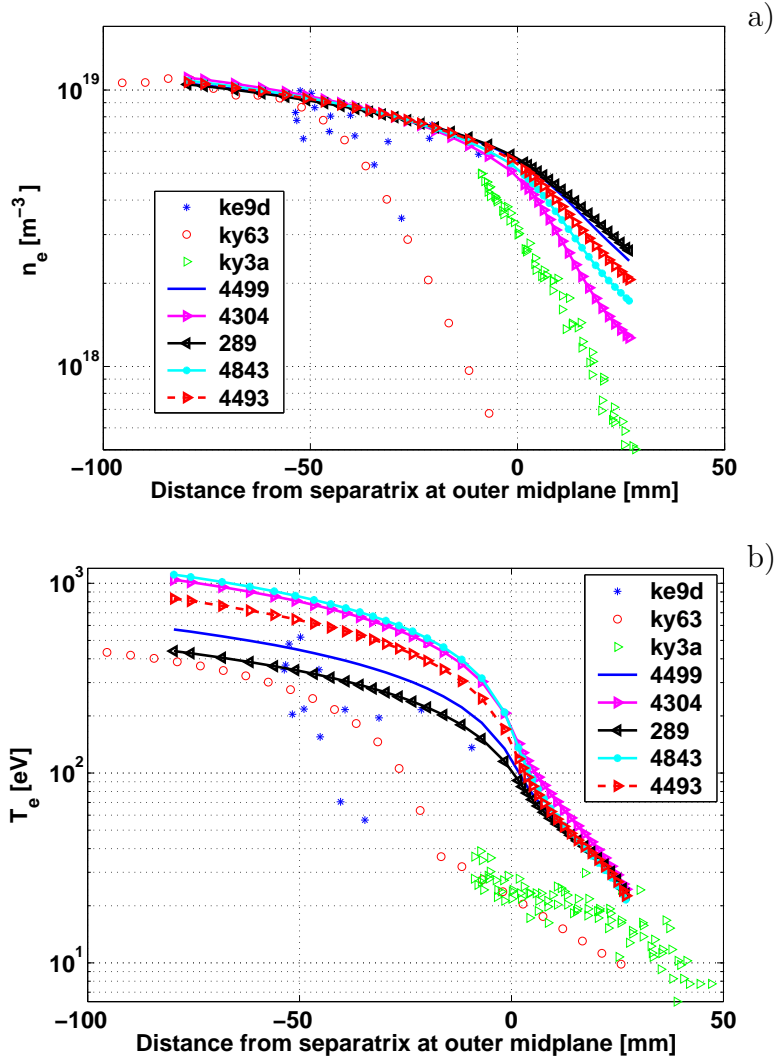 a)
10^19
10^18
n_e [m^−3]
ke9d
ky63
ky3a
4499
4304
289
4843
4493
−100 −50 0 50
Distance from separatrix at outer midplane [mm]
b)
10^3
10^2
10^1
T_e [eV]
ke9d
ky63
ky3a
4499
4304
289
4843
4493
−100 −50 0 50
Distance from separatrix at outer midplane [mm]